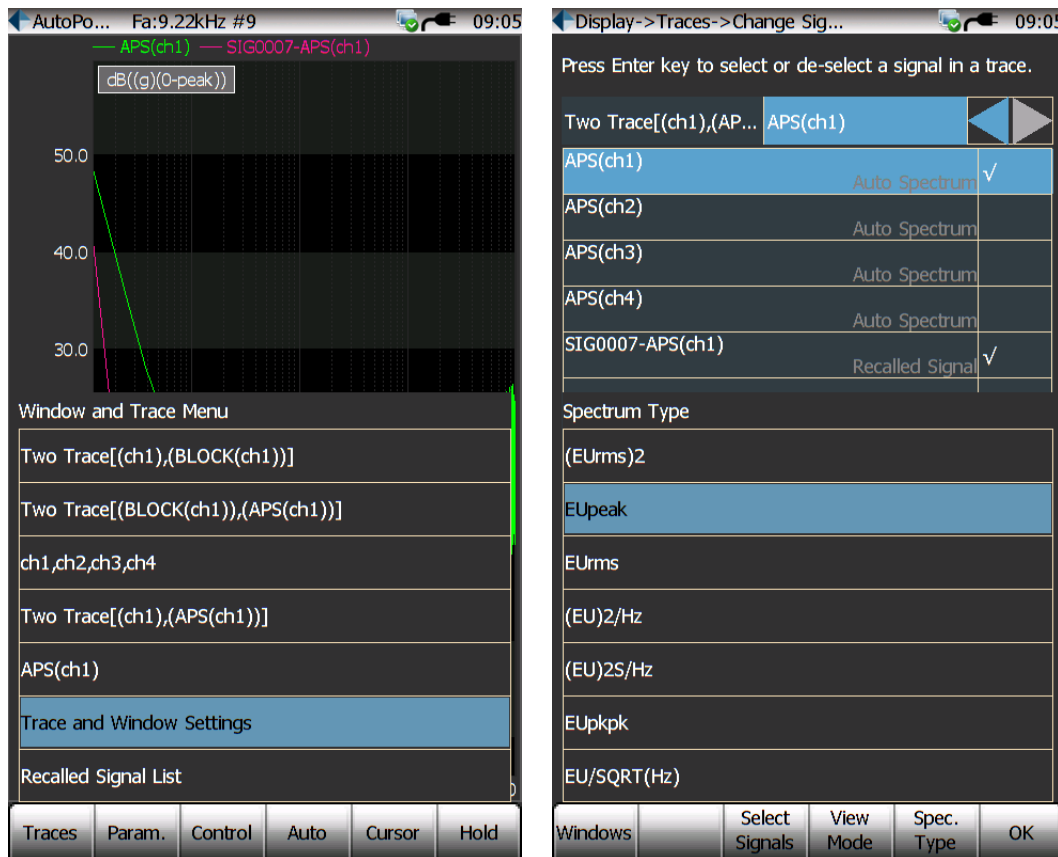 AutoPo... Fa:9.22kHz #9 09:05
APS(ch1) SIG0007-APS(ch1)
dB((g)(0-peak))
50.0
40.0
30.0
Window and Trace Menu
Two Trace[(ch1),(BLOCK(ch1))]
Two Trace[(BLOCK(ch1)),(APS(ch1))]
ch1,ch2,ch3,ch4
Two Trace[(ch1),(APS(ch1))]
APS(ch1)
Trace and Window Settings
Recalled Signal List
Traces Param. Control Auto Cursor Hold
Display->Traces->Change Sig... 09:05
Press Enter key to select or de-select a signal in a trace.
Two Trace[(ch1),(AP... APS(ch1)
APS(ch1)
Auto Spectrum √
APS(ch2)
Auto Spectrum
APS(ch3)
Auto Spectrum
APS(ch4)
Auto Spectrum
SIG0007-APS(ch1)
Recalled Signal √
Spectrum Type
(EUrms)2
EUpeak
EUrms
(EU)2/Hz
(EU)2S/Hz
EUpkpk
EU/SQRT(Hz)
Windows Select Signals View Mode Spec. Type OK